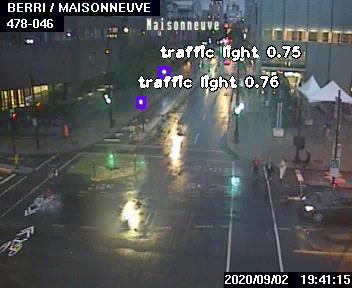 BERRI / MAISONNEUVE
478-046
Maisonneuve
traffic light 0.75
traffic light 0.76
2020/09/02 19:41:15